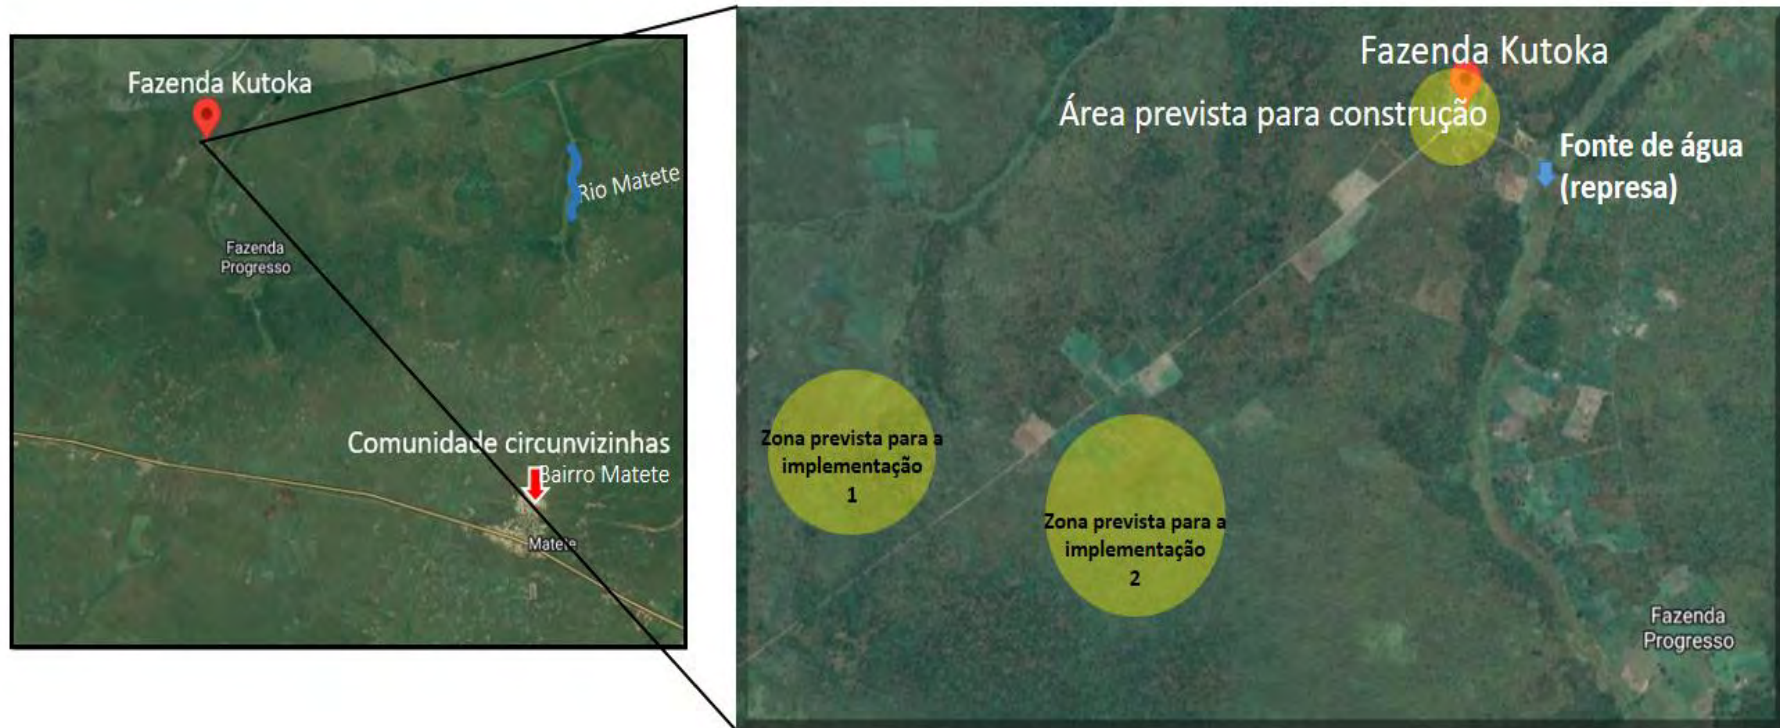 Fazenda Kutoka
Rio Matete
Fazenda
Progresso
Comunidade circunvizinhas
Bairro Matete
Matete
Fazenda Kutoka
Área prevista para construção
Fonte de água
(represa)
Zona prevista para a
implementação
1
Zona prevista para a
implementação
2
Fazenda
Progresso